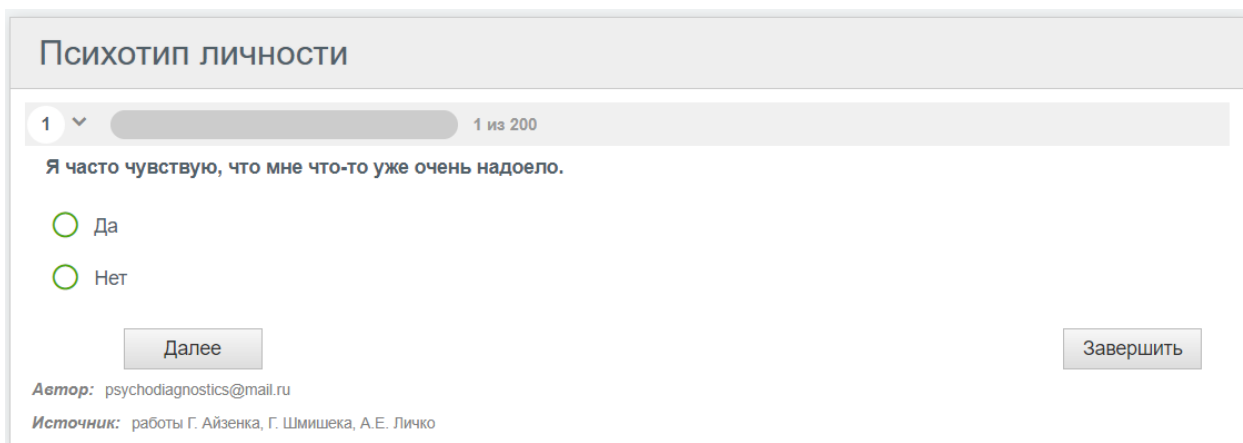 Психотип личности
1 1 из 200
Я часто чувствую, что мне что-то уже очень надоело.
Да
Нет
Далее Завершить
Автор: psychodiagnostics@mail.ru
Источник: работы Г. Айзенка, Г. Шмишека, А.Е. Личко